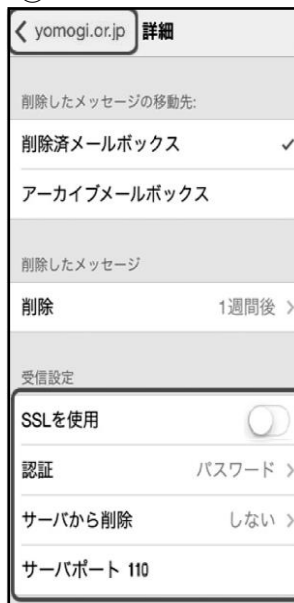 yomogi.or.jp 詳細
削除したメッセージの移動先:
削除済メールボックス
アーカイブメールボックス
削除したメッセージ
削除 1週間後
受信設定
SSLを使用
認証 パスワード
サーバから削除 しない
サーバポート 110